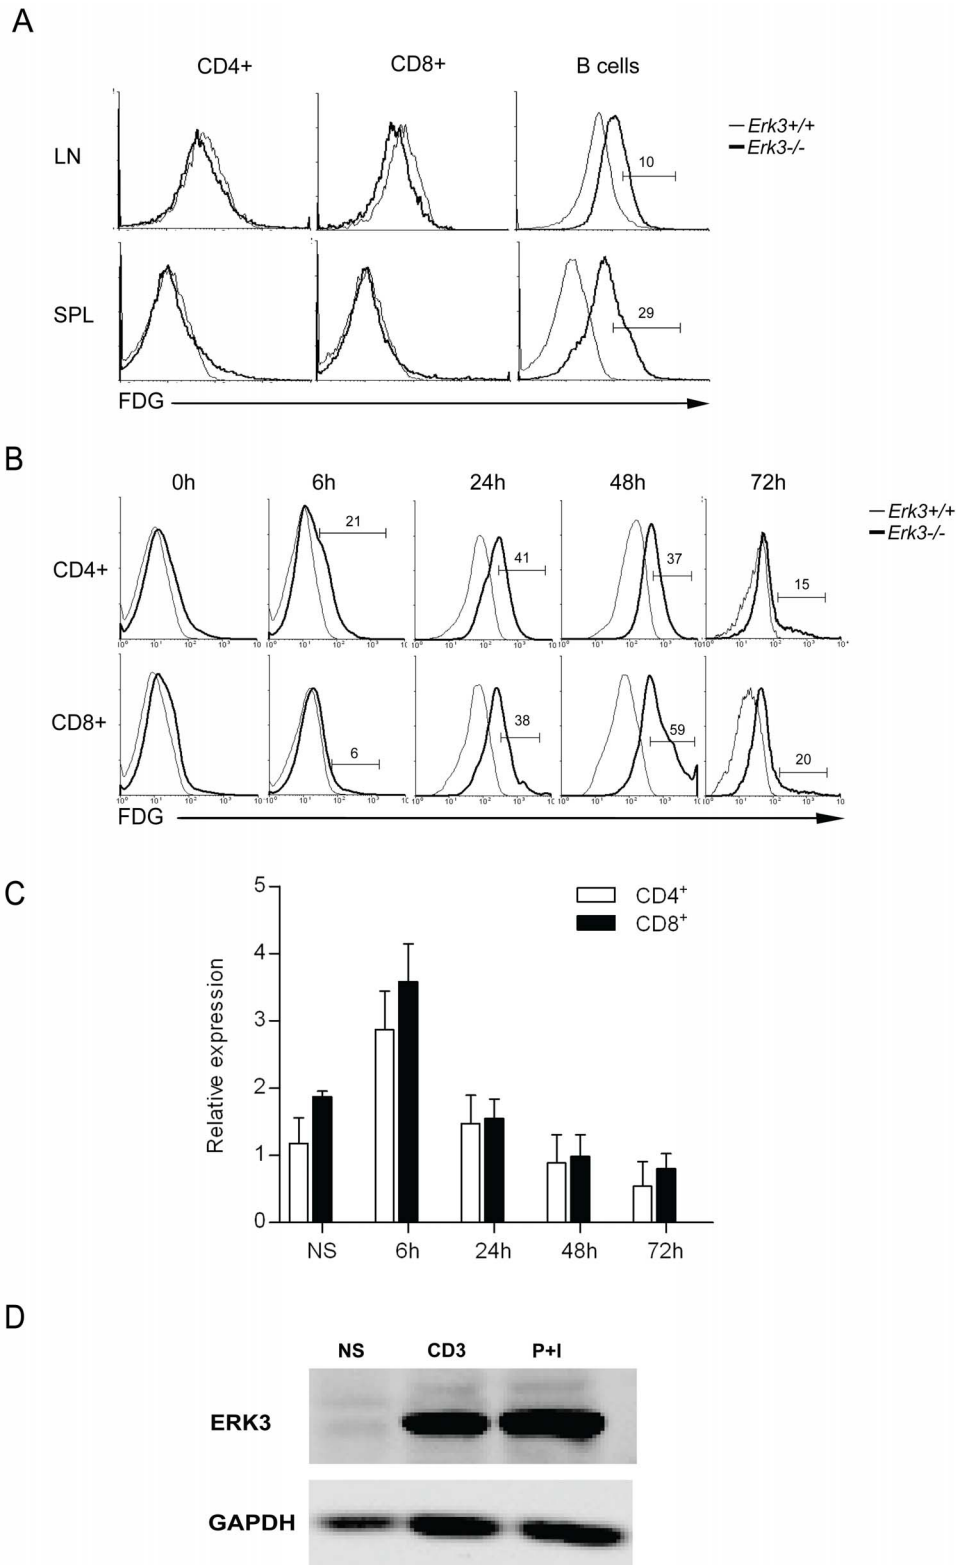 A
CD4+ CD8+ B cells
LN
10
Erk3+/+
Erk3-/-
SPL
29
FDG
B
0h 6h 24h 48h 72h
Erk3+/+
Erk3-/-
CD4+
21 41 37 15
CD8+
6 38 59 20
FDG
C
5
4
3
2
1
0
Relative expression
CD4+
CD8+
NS 6h 24h 48h 72h
D
NS CD3 P+I
ERK3
GAPDH